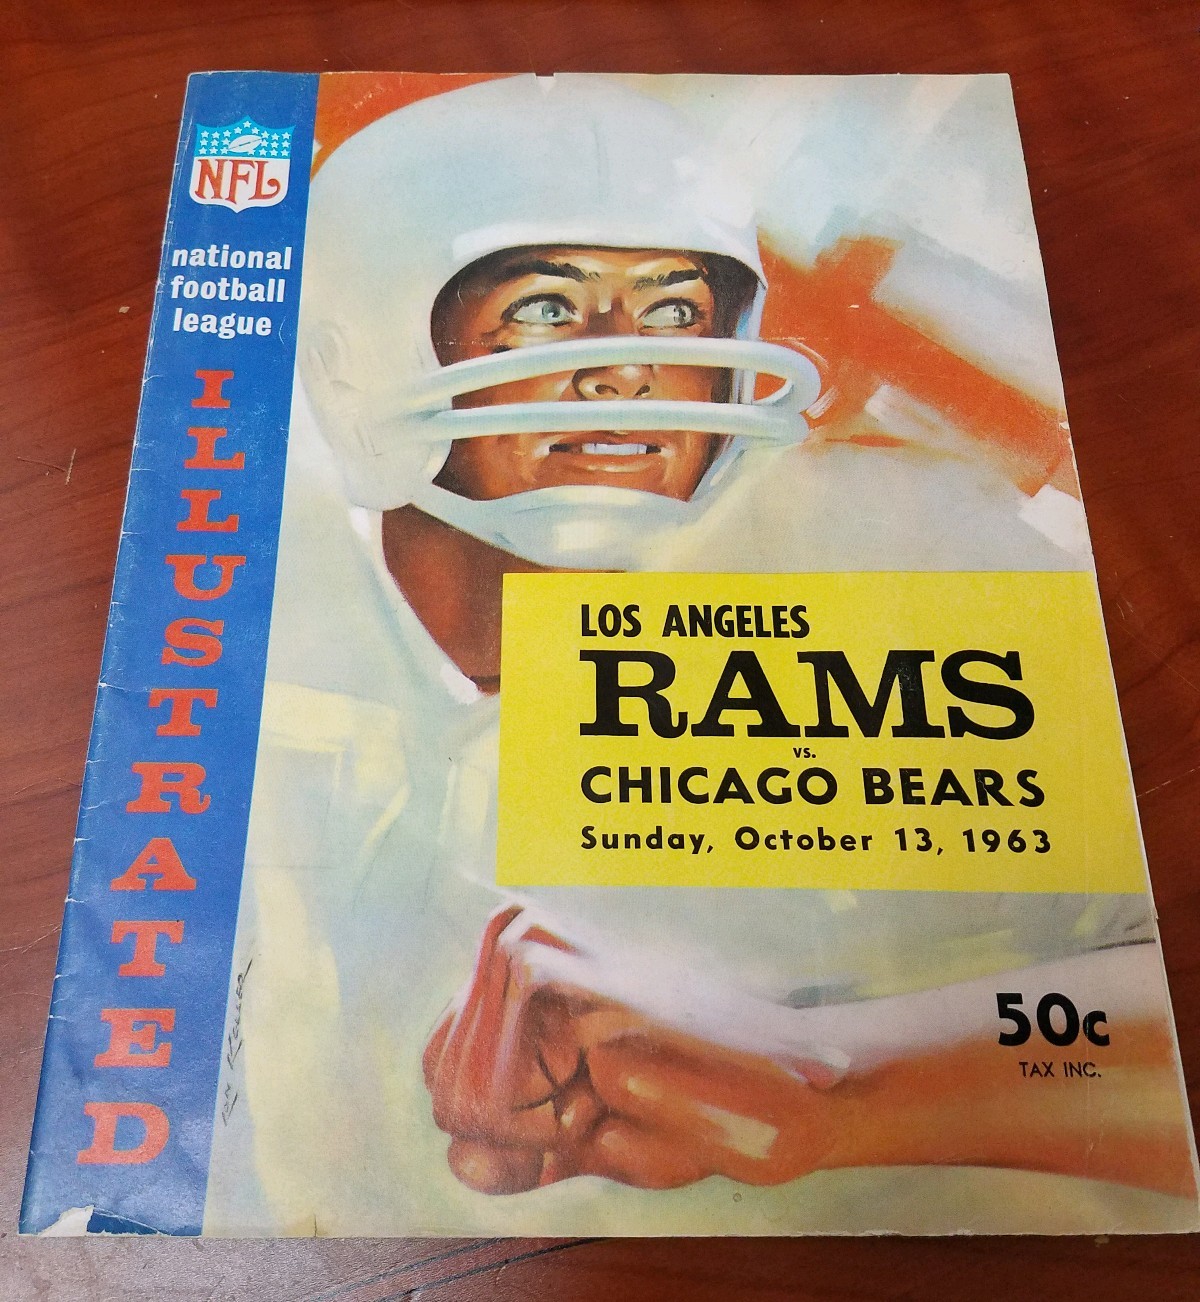 NFL
national
football
league
ILLUSTRATED
LOS ANGELES
RAMS
vs.
CHICAGO BEARS
Sunday, October 13, 1963
50c
TAX INC.